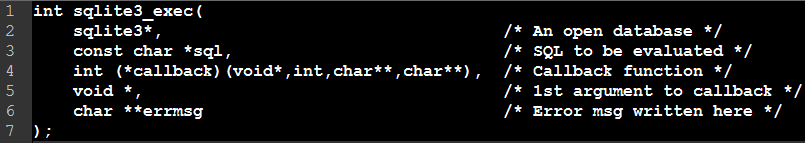 1 int sqlite3_exec(
2     sqlite3*,                                  /* An open database */
3     const char *sql,                           /* SQL to be evaluated */
4     int (*callback)(void*,int,char**,char**),  /* Callback function */
5     void *,                                    /* 1st argument to callback */
6     char **errmsg                              /* Error msg written here */
7 );